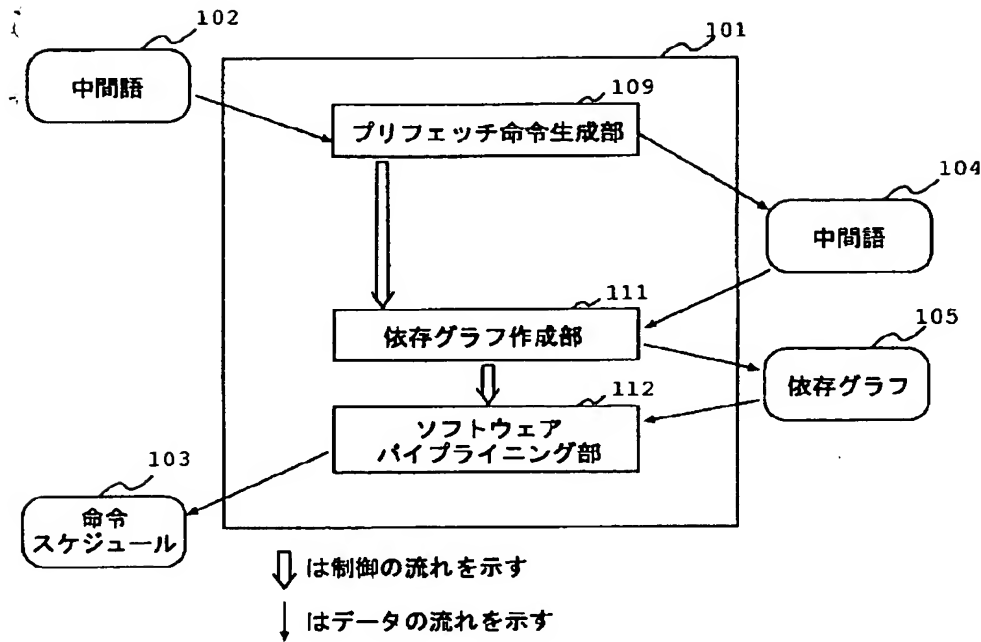 102
中間語
101
109
プリフェッチ命令生成部
104
中間語
111
依存グラフ作成部
105
依存グラフ
112
ソフトウェア
パイプライニング部
103
命令
スケジュール
は制御の流れを示す
はデータの流れを示す